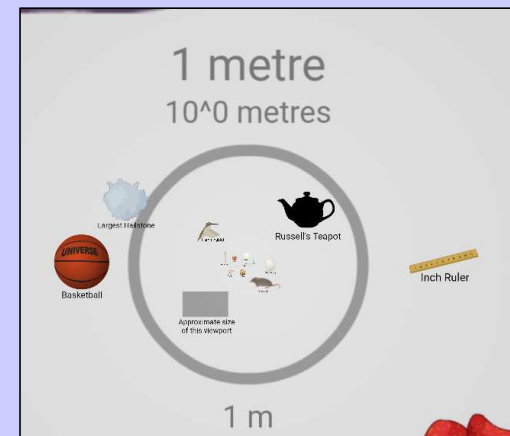 1 metre
10^0 metres
Largest Hailstone
Russell's Teapot
UNIVERSE
Basketball
Inch Ruler
Approximate size
of this viewport
1 m